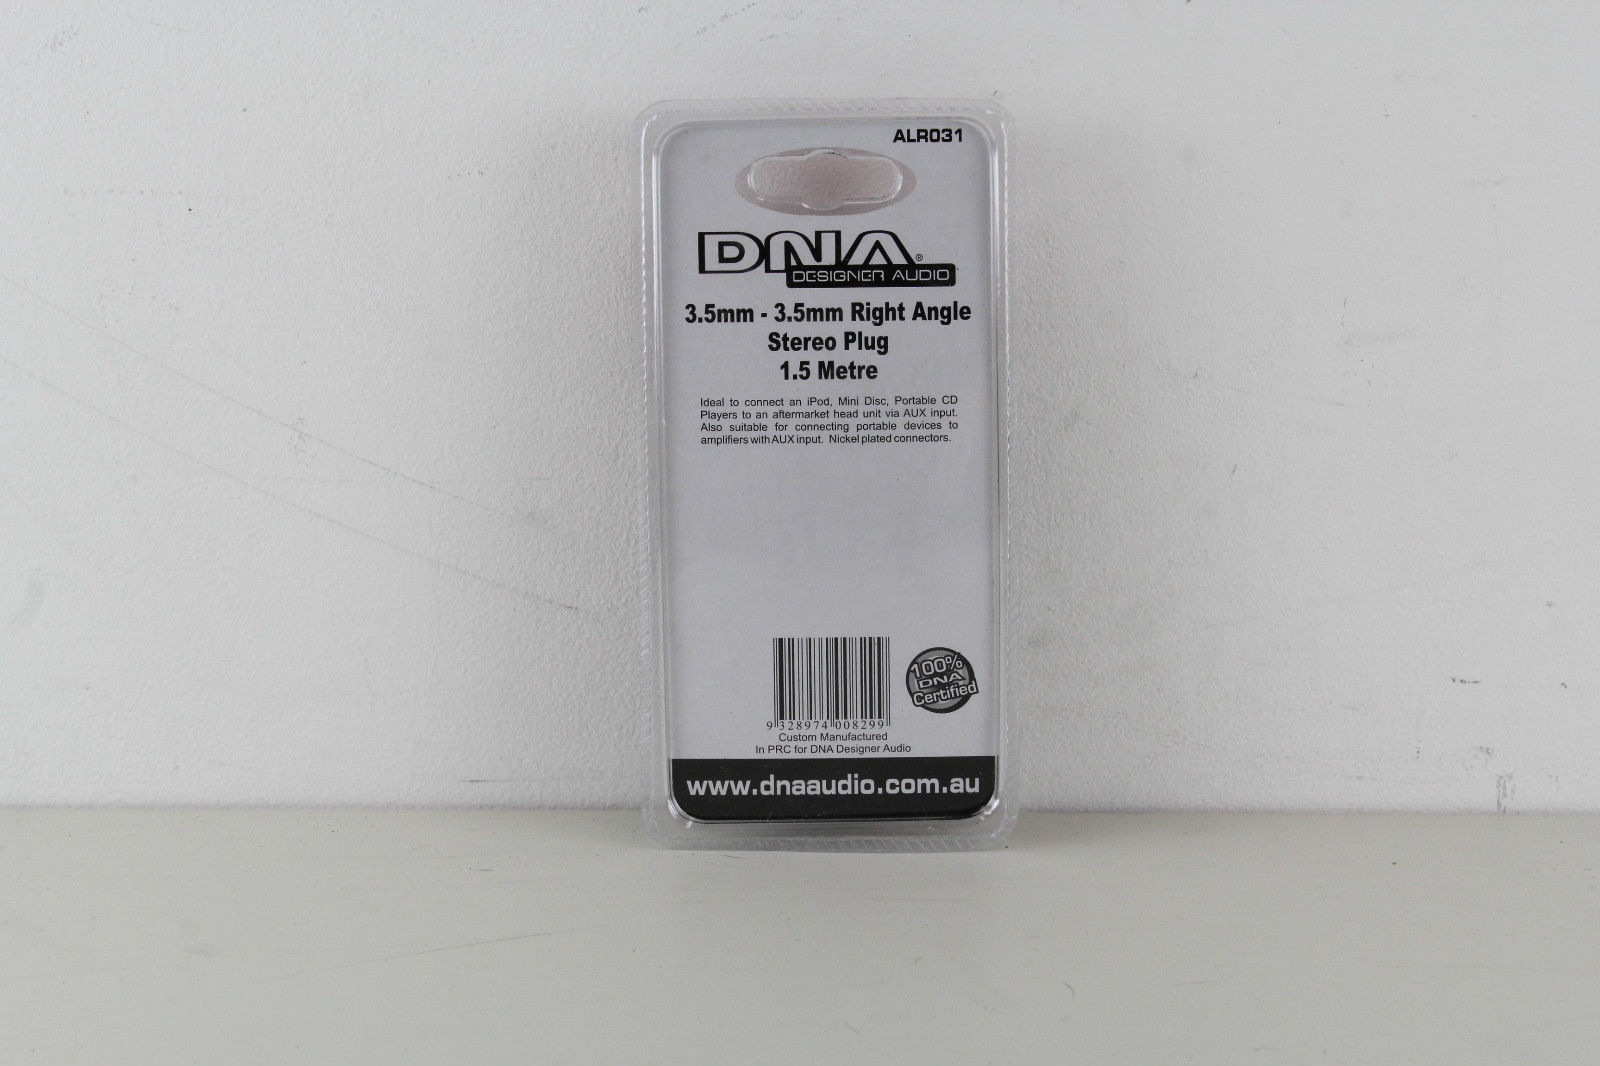 ALR031
DNA®
DESIGNER AUDIO
3.5mm - 3.5mm Right Angle
Stereo Plug
1.5 Metre
Ideal to connect an iPod, Mini Disc, Portable CD
Players to an aftermarket head unit via AUX input.
Also suitable for connecting portable devices to
amplifiers with AUX input. Nickel plated connectors.
100%
DNA
Certified
9 328974 008299
Custom Manufactured
In PRC for DNA Designer Audio
www.dnaaudio.com.au